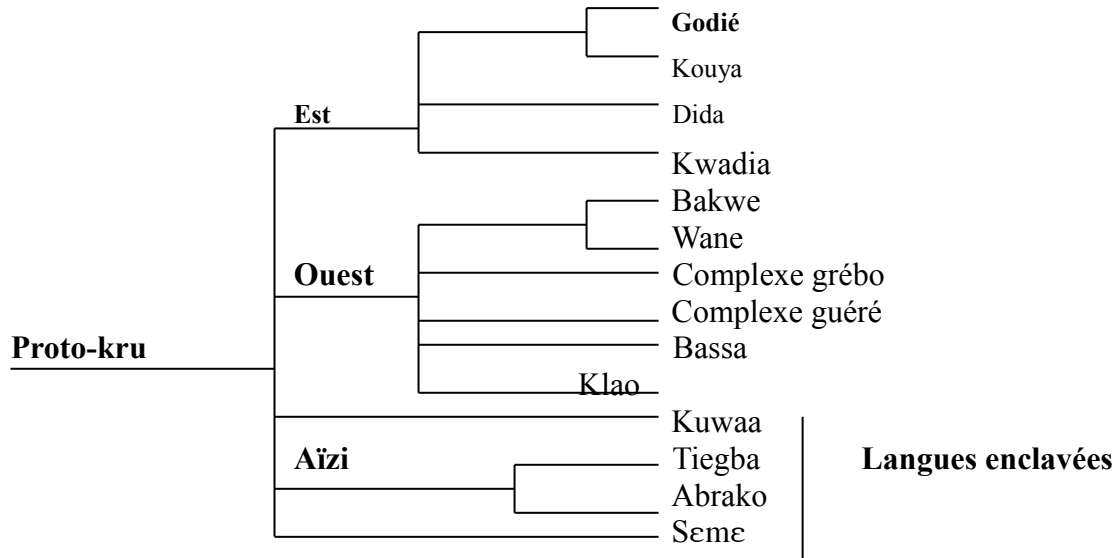 Godié
Kouya
Est
Dida
Kwadia
Bakwe
Wane
Ouest
Complexe grébo
Complexe guéré
Proto-kru
Bassa
Klao
Kuwaa
Aïzi
Tiegba
Langues enclavées
Abrako
Sɛmɛ